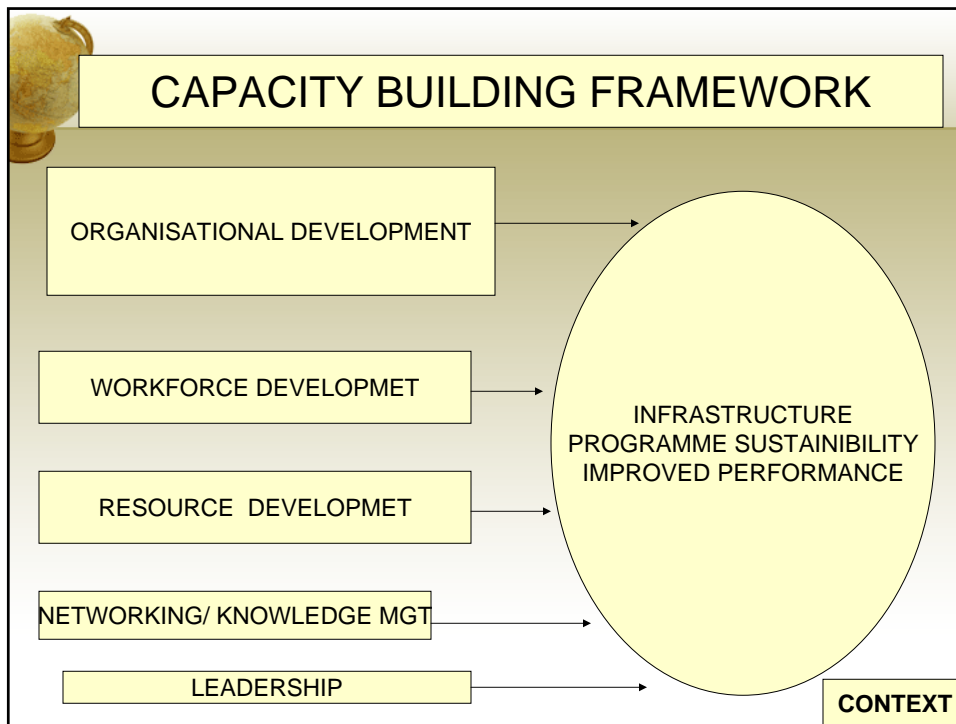 CAPACITY BUILDING FRAMEWORK
ORGANISATIONAL DEVELOPMENT
WORKFORCE DEVELOPMET
RESOURCE DEVELOPMET
NETWORKING/ KNOWLEDGE MGT
LEADERSHIP
INFRASTRUCTURE
PROGRAMME SUSTAINIBILITY
IMPROVED PERFORMANCE
CONTEXT